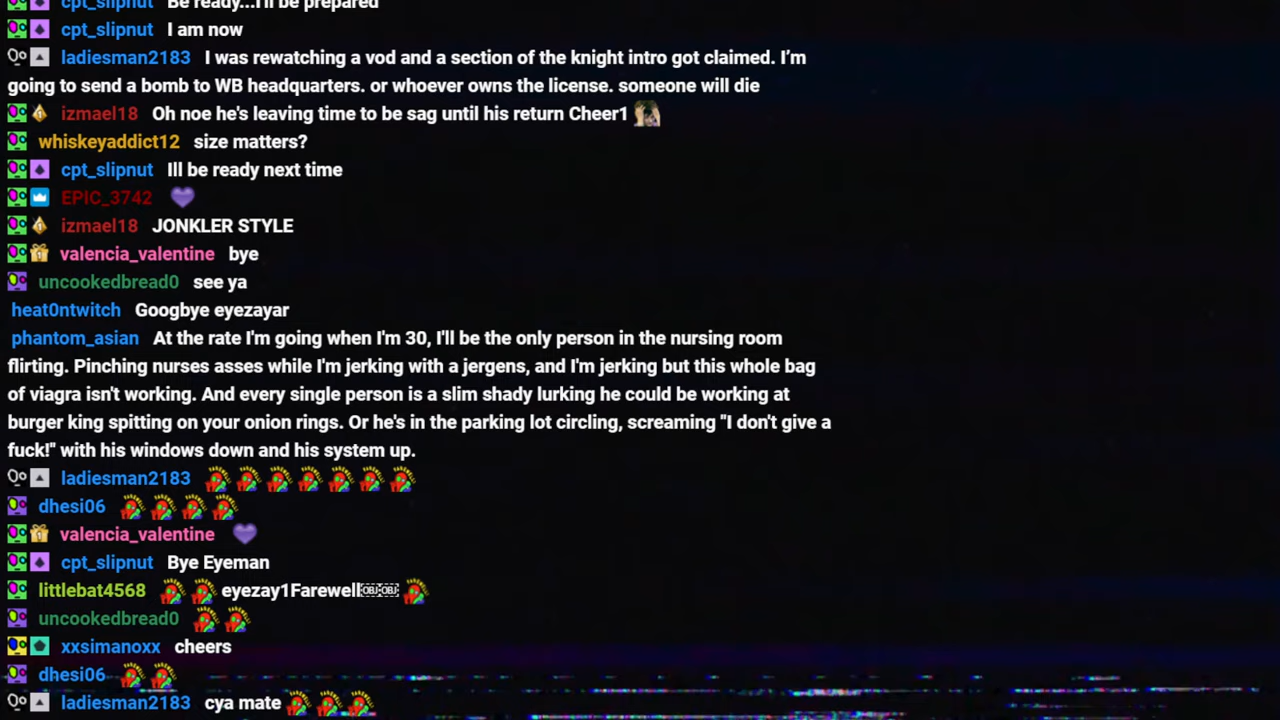 cpt_slipnut Be ready...I'll be prepared
cpt_slipnut I am now
ladiesman2183 I was rewatching a vod and a section of the knight intro got claimed. I’m
going to send a bomb to WB headquarters. or whoever owns the license. someone will die
izmael18 Oh noe he's leaving time to be sag until his return Cheer1
whiskeyaddict12 size matters?
cpt_slipnut Ill be ready next time
EPIC_3742
izmael18 JONKLER STYLE
valencia_valentine bye
uncookedbread0 see ya
heat0ntwitch Googbye eyezayar
phantom_asian At the rate I'm going when I'm 30, I'll be the only person in the nursing room
flirting. Pinching nurses asses while I'm jerking with a jergens, and I'm jerking but this whole bag
of viagra isn't working. And every single person is a slim shady lurking he could be working at
burger king spitting on your onion rings. Or he's in the parking lot circling, screaming "I don't give a
fuck!" with his windows down and his system up.
ladiesman2183
dhesi06
valencia_valentine
cpt_slipnut Bye Eyeman
littlebat4568 eyezay1Farewell
uncookedbread0
xxsimanoxx cheers
dhesi06
ladiesman2183 cya mate